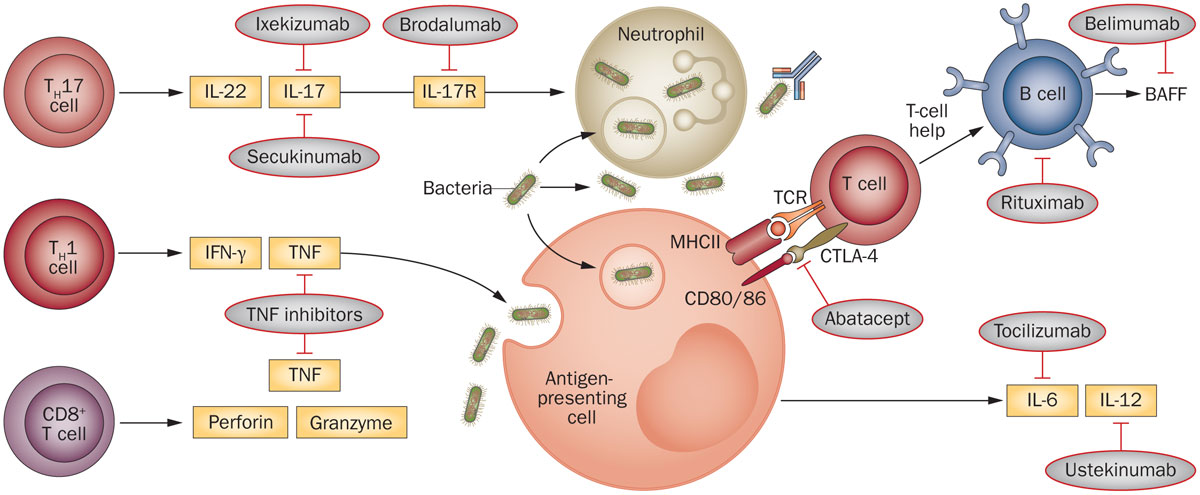 Ixekizumab
Brodalumab
Belimumab
Neutrophil
T_H17
cell
IL-22
IL-17
IL-17R
B cell
BAFF
T-cell
help
Secukinumab
Bacteria
T cell
TCR
Rituximab
T_H1
cell
IFN-γ
TNF
MHCII
CTLA-4
CD80/86
TNF inhibitors
Abatacept
Tocilizumab
TNF
Antigen-
presenting
cell
CD8⁺
T cell
Perforin
Granzyme
IL-6
IL-12
Ustekinumab